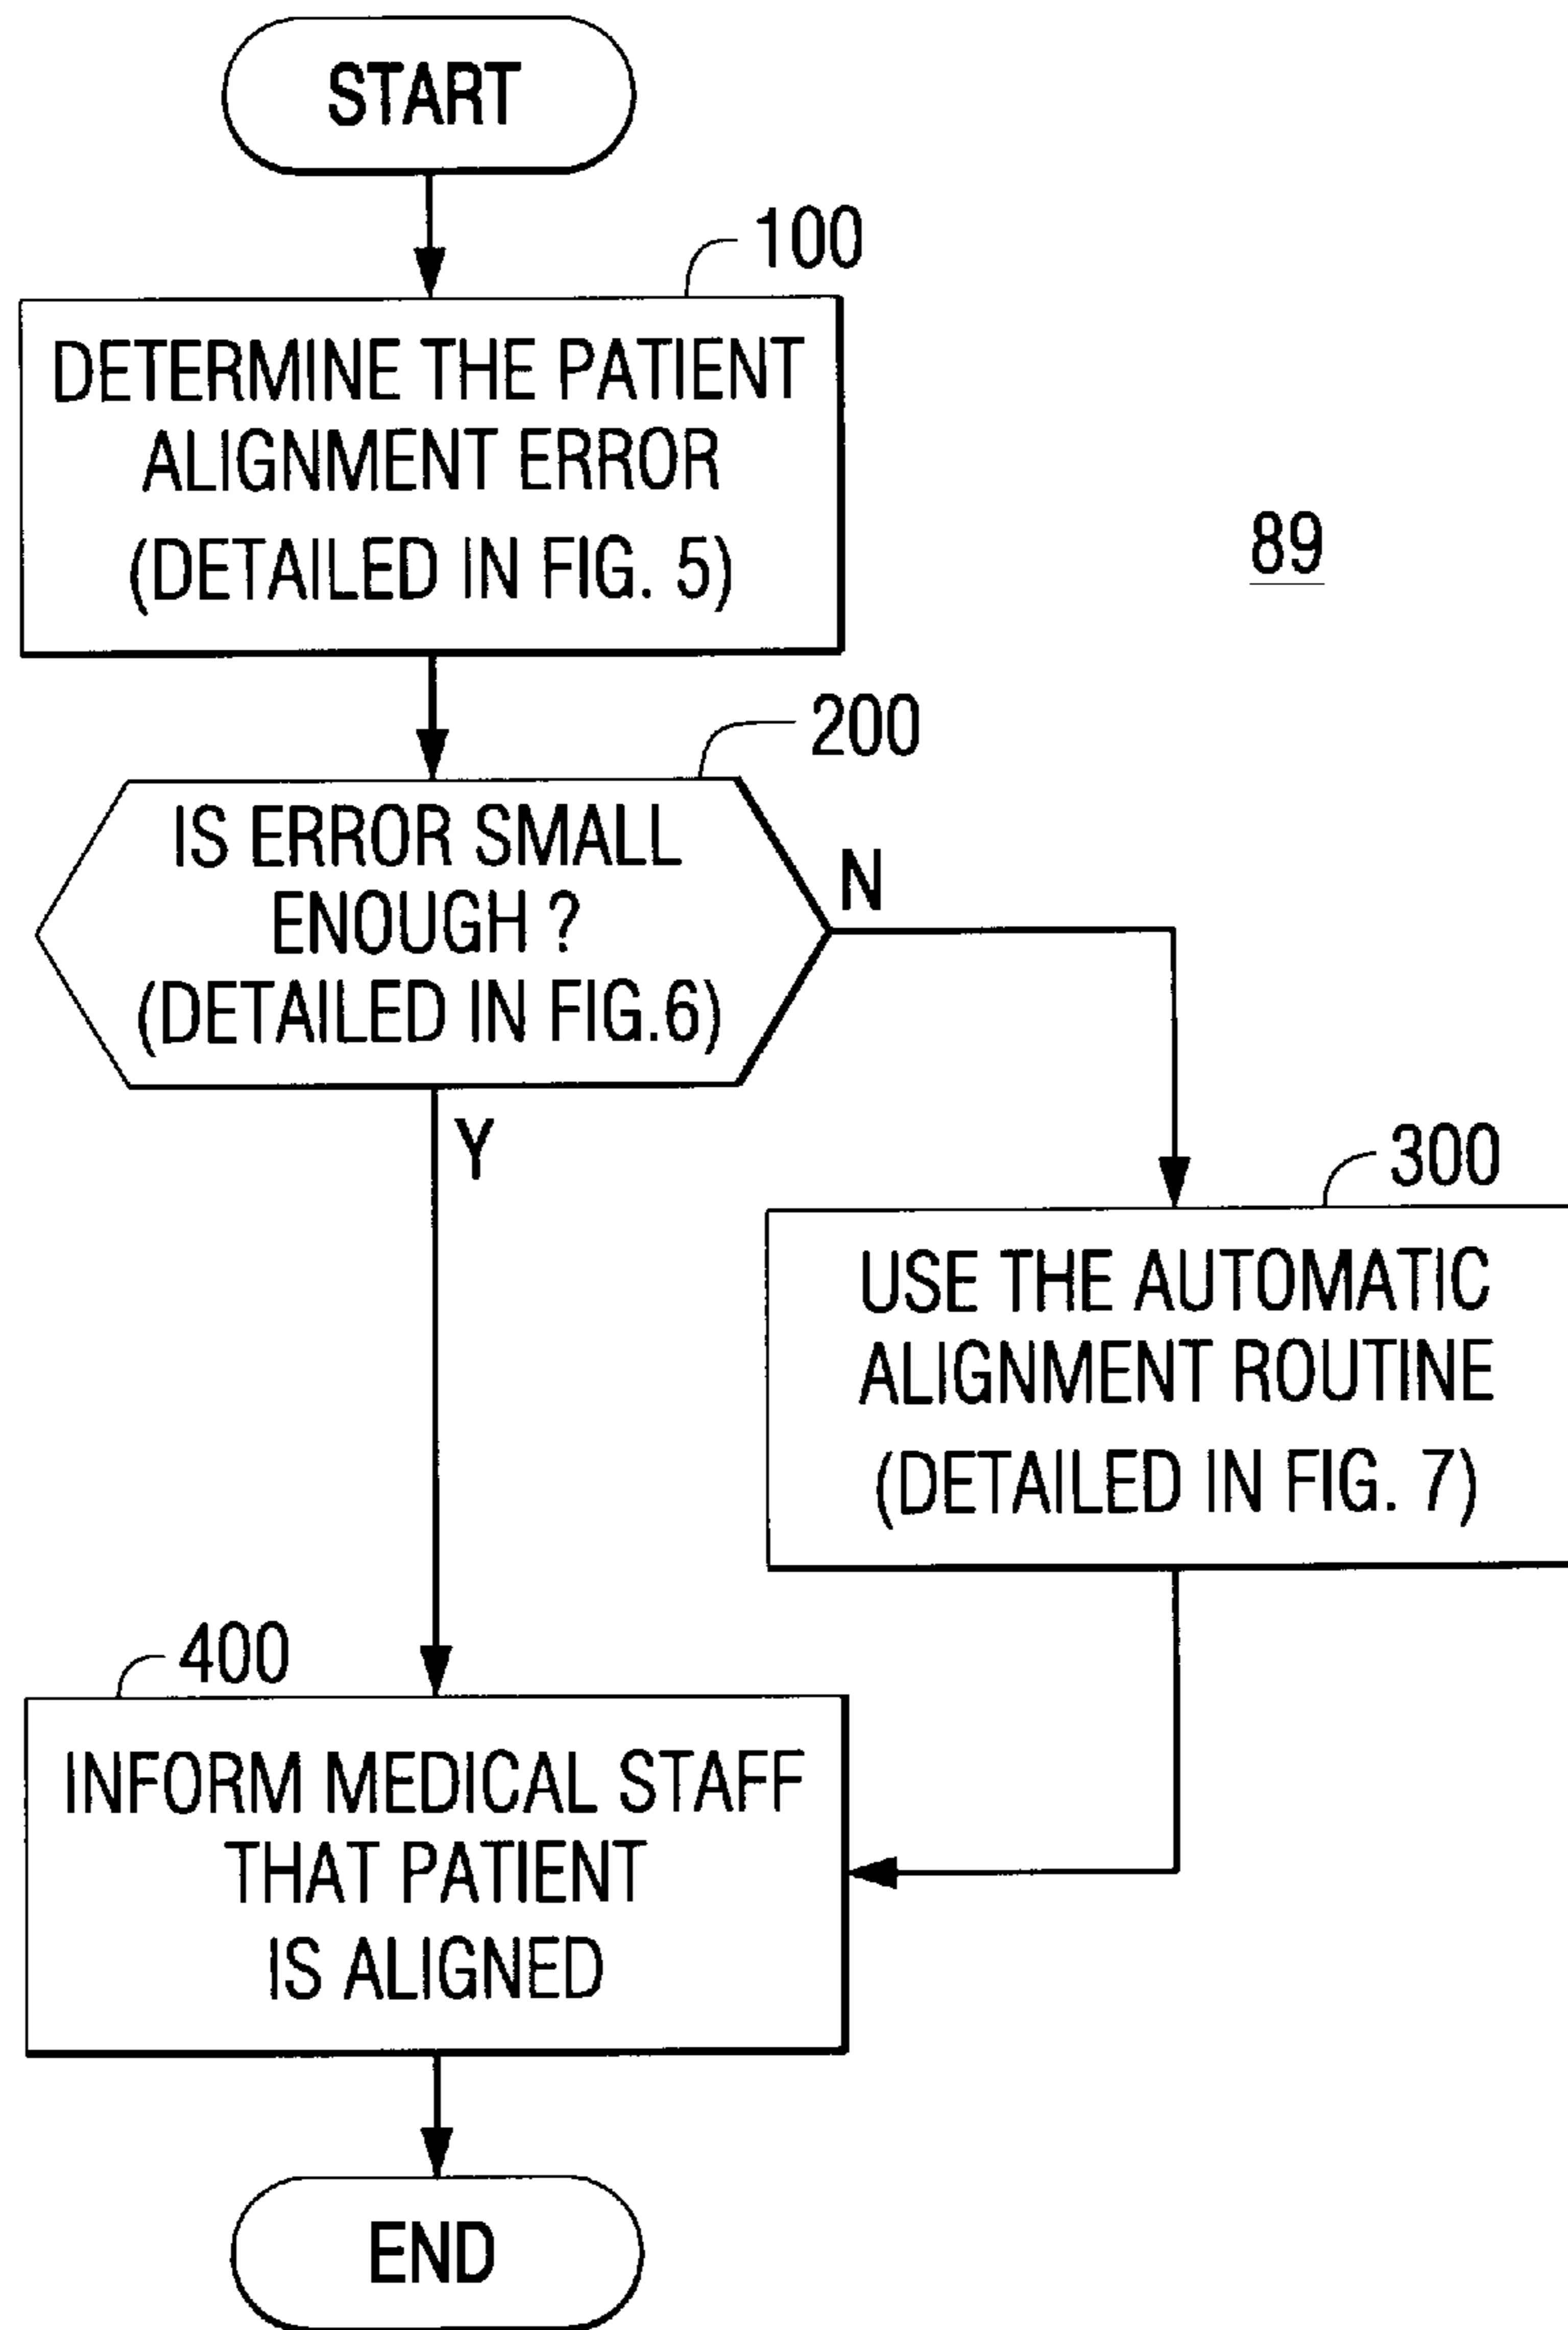 START
100
DETERMINE THE PATIENT
ALIGNMENT ERROR
(DETAILED IN FIG. 5)
89
200
IS ERROR SMALL
ENOUGH ?
(DETAILED IN FIG.6)
N
Y
300
USE THE AUTOMATIC
ALIGNMENT ROUTINE
(DETAILED IN FIG. 7)
400
INFORM MEDICAL STAFF
THAT PATIENT
IS ALIGNED
END